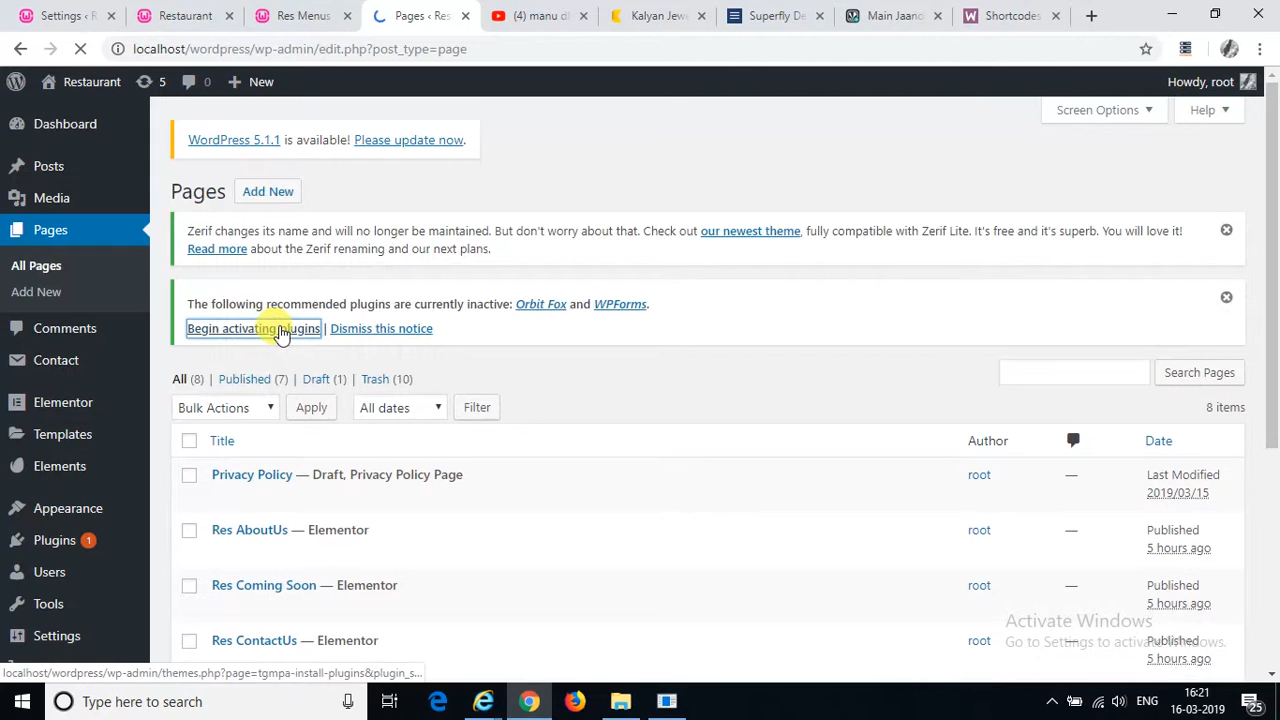 Settings ‹ R
Restaurant
Res Menus
Pages ‹ Res
(4) manu d
Kalyan Jewe
Superfly De
Main Jaano
Shortcodes
localhost/wordpress/wp-admin/edit.php?post_type=page
Restaurant 5 0 New
Howdy, root
Screen Options
Help
Dashboard
Posts
Media
Pages
All Pages
Add New
Comments
Contact
Elementor
Templates
Elements
Appearance
Plugins 1
Users
Tools
Settings
WordPress 5.1.1 is available! Please update now.
Pages Add New
Zerif changes its name and will no longer be maintained. But don't worry about that. Check out our newest theme, fully compatible with Zerif Lite. It's free and it's superb. You will love it!
Read more about the Zerif renaming and our next plans.
The following recommended plugins are currently inactive: Orbit Fox and WPForms.
Begin activating plugins | Dismiss this notice
All (8) | Published (7) | Draft (1) | Trash (10)
Search Pages
Bulk Actions Apply All dates Filter 8 items
Title Author Date
Privacy Policy — Draft, Privacy Policy Page root — Last Modified
2019/03/15
Res AboutUs — Elementor root — Published
5 hours ago
Res Coming Soon — Elementor root — Published
5 hours ago
Res ContactUs — Elementor root — Published
5 hours ago
Activate Windows
Go to Settings to activate Windows.
localhost/wordpress/wp-admin/themes.php?page=tgmpa-install-plugins&plugin_s...
Type here to search
ENG
16:21
16-03-2019
25